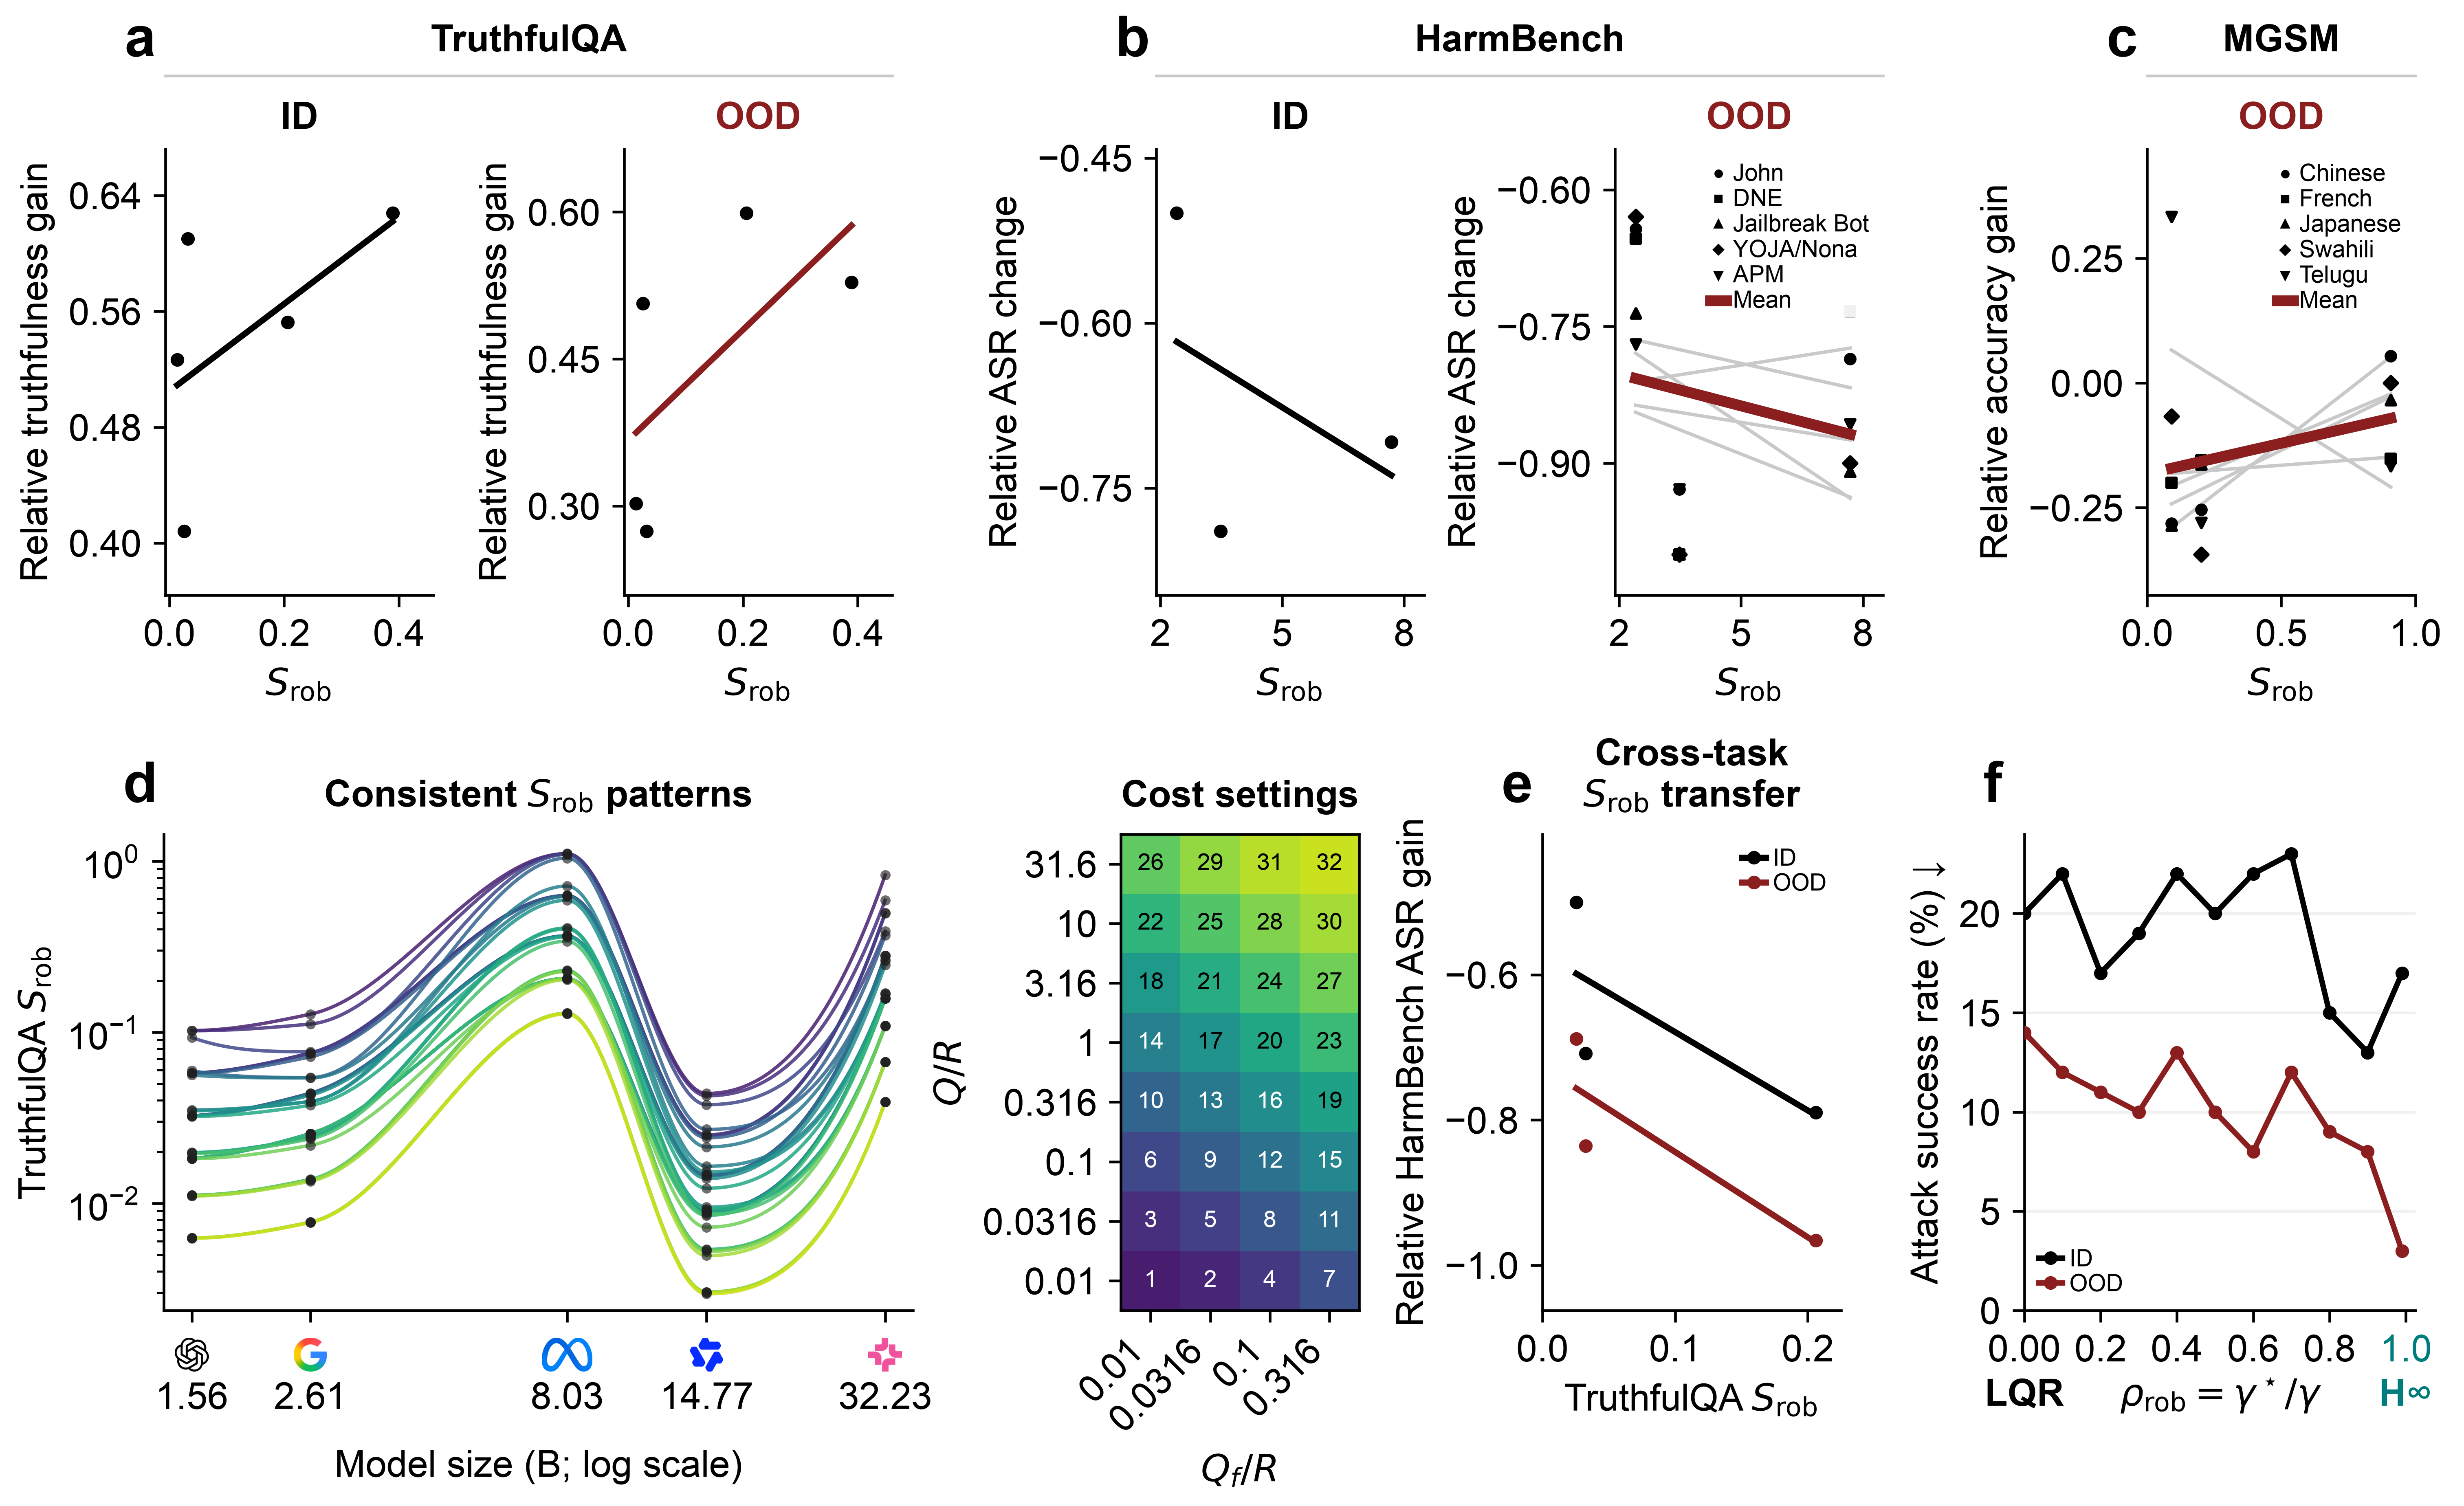 a
TruthfulQA
ID
Relative truthfulness gain
0.64
0.56
0.48
0.40
0.0 0.2 0.4
S_rob
OOD
Relative truthfulness gain
0.60
0.45
0.30
0.0 0.2 0.4
S_rob
b
HarmBench
ID
Relative ASR change
−0.45
−0.60
−0.75
2 5 8
S_rob
OOD
Relative ASR change
−0.60
−0.75
−0.90
John
DNE
Jailbreak Bot
YOJA/Nona
APM
Mean
2 5 8
S_rob
c
MGSM
OOD
Relative accuracy gain
0.25
0.00
−0.25
Chinese
French
Japanese
Swahili
Telugu
Mean
0.0 0.5 1.0
S_rob
d
Consistent S_rob patterns
TruthfulQA S_rob
10^0
10^−1
10^−2
1.56 2.61 8.03 14.77 32.23
Model size (B; log scale)
Cost settings
Q/R
31.6 26 29 31 32
10 22 25 28 30
3.16 18 21 24 27
1 14 17 20 23
0.316 10 13 16 19
0.1 6 9 12 15
0.0316 3 5 8 11
0.01 1 2 4 7
0.01 0.0316 0.1 0.316
Q_f/R
e
Cross-task
S_rob transfer
Relative HarmBench ASR gain
ID
OOD
−0.6
−0.8
−1.0
0.0 0.1 0.2
TruthfulQA S_rob
f
Attack success rate (%) ↓
20
15
10
5
0
ID
OOD
0.00 0.2 0.4 0.6 0.8 1.0
LQR ρ_rob = γ⋆/γ H∞